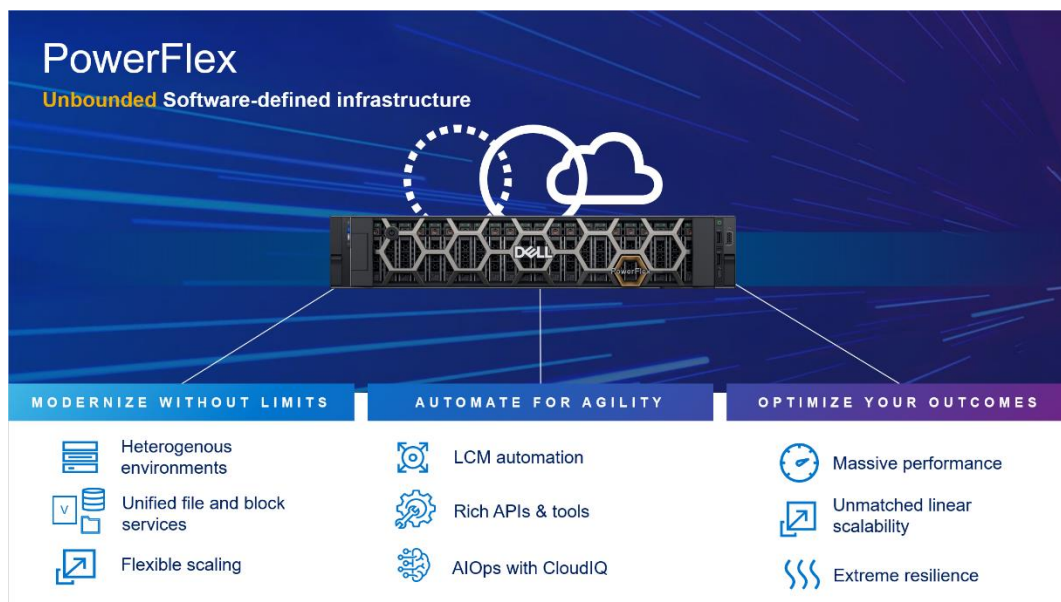 PowerFlex
Unbounded Software-defined infrastructure
DELL
PowerFle
MODERNIZE WITHOUT LIMITS
Heterogenous
environments
V
Unified file and block
services
Flexible scaling
AUTOMATE FOR AGILITY
LCM automation
Rich APIs & tools
AIOps with CloudIQ
OPTIMIZE YOUR OUTCOMES
Massive performance
Unmatched linear
scalability
Extreme resilience